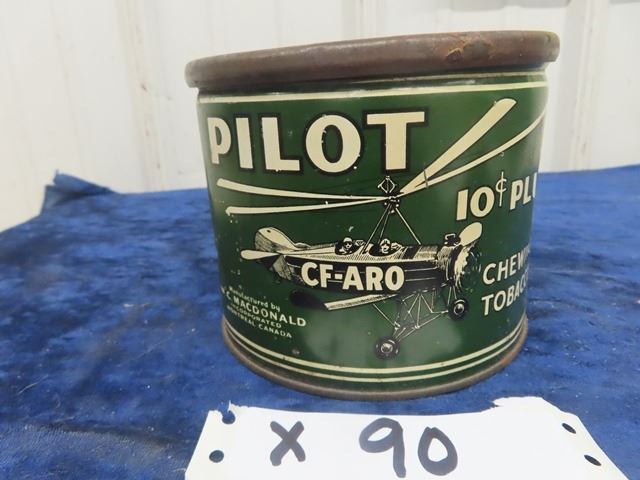 PILOT
10¢
CF-ARO
Manufactured by
MACDONALD
INCORPORATED
MONTREAL CANADA
X 90